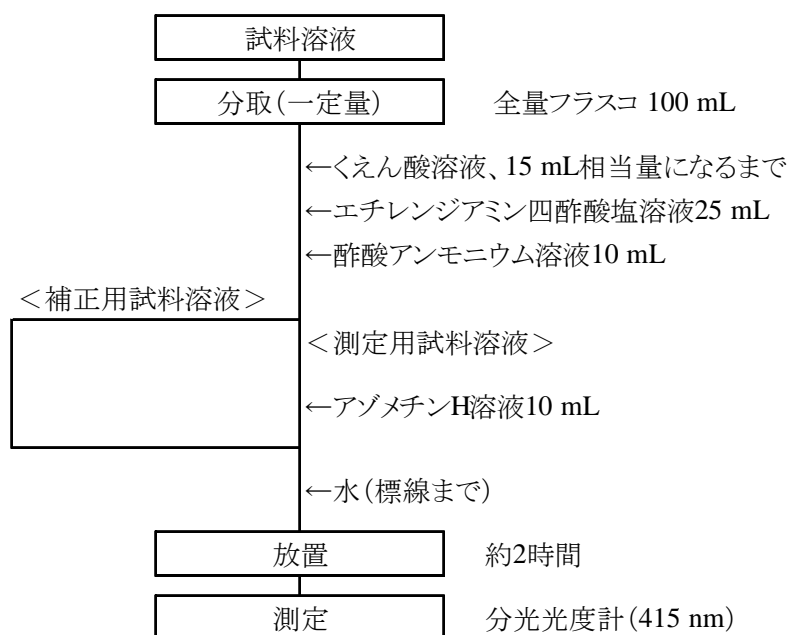 試料溶液
分取(一定量) 全量フラスコ 100 mL
←くえん酸溶液、15 mL相当量になるまで
←エチレンジアミン四酢酸塩溶液25 mL
←酢酸アンモニウム溶液10 mL
＜補正用試料溶液＞
＜測定用試料溶液＞
←アゾメチンH溶液10 mL
←水(標線まで)
放置 約2時間
測定 分光光度計(415 nm)